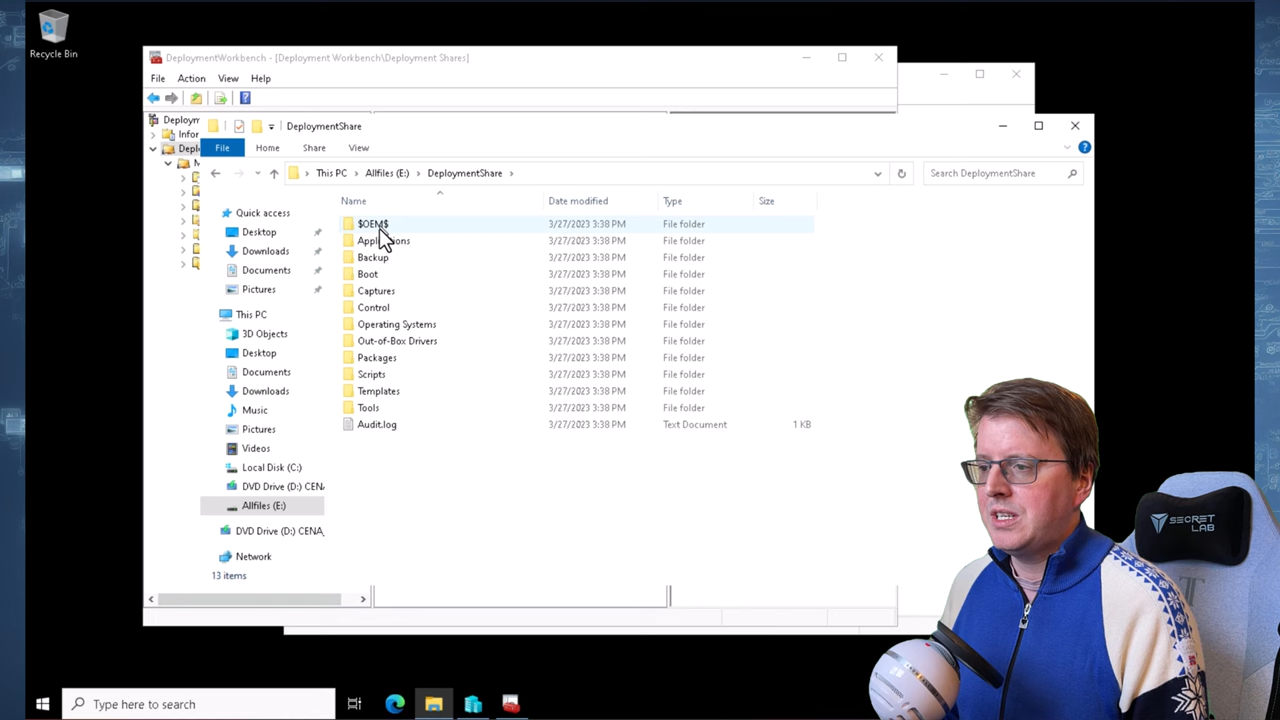 Recycle Bin
DeploymentWorkbench - [Deployment Workbench\Deployment Shares]
File Action View Help
Deploym
Infor
Depl
DeploymentShare
File Home Share View
This PC > Allfiles (E:) > DeploymentShare >
Search DeploymentShare
Name Date modified Type Size
$OEM$ 3/27/2023 3:38 PM File folder
Applications 3/27/2023 3:38 PM File folder
Backup 3/27/2023 3:38 PM File folder
Boot 3/27/2023 3:38 PM File folder
Captures 3/27/2023 3:38 PM File folder
Control 3/27/2023 3:38 PM File folder
Operating Systems 3/27/2023 3:38 PM File folder
Out-of-Box Drivers 3/27/2023 3:38 PM File folder
Packages 3/27/2023 3:38 PM File folder
Scripts 3/27/2023 3:38 PM File folder
Templates 3/27/2023 3:38 PM File folder
Tools 3/27/2023 3:38 PM File folder
Audit.log 3/27/2023 3:38 PM Text Document 1 KB
Quick access
Desktop
Downloads
Documents
Pictures
This PC
3D Objects
Desktop
Documents
Downloads
Music
Pictures
Videos
Local Disk (C:)
DVD Drive (D:) CENA
Allfiles (E:)
DVD Drive (D:) CENA_
Network
13 items
SECRET
LAB
Type here to search